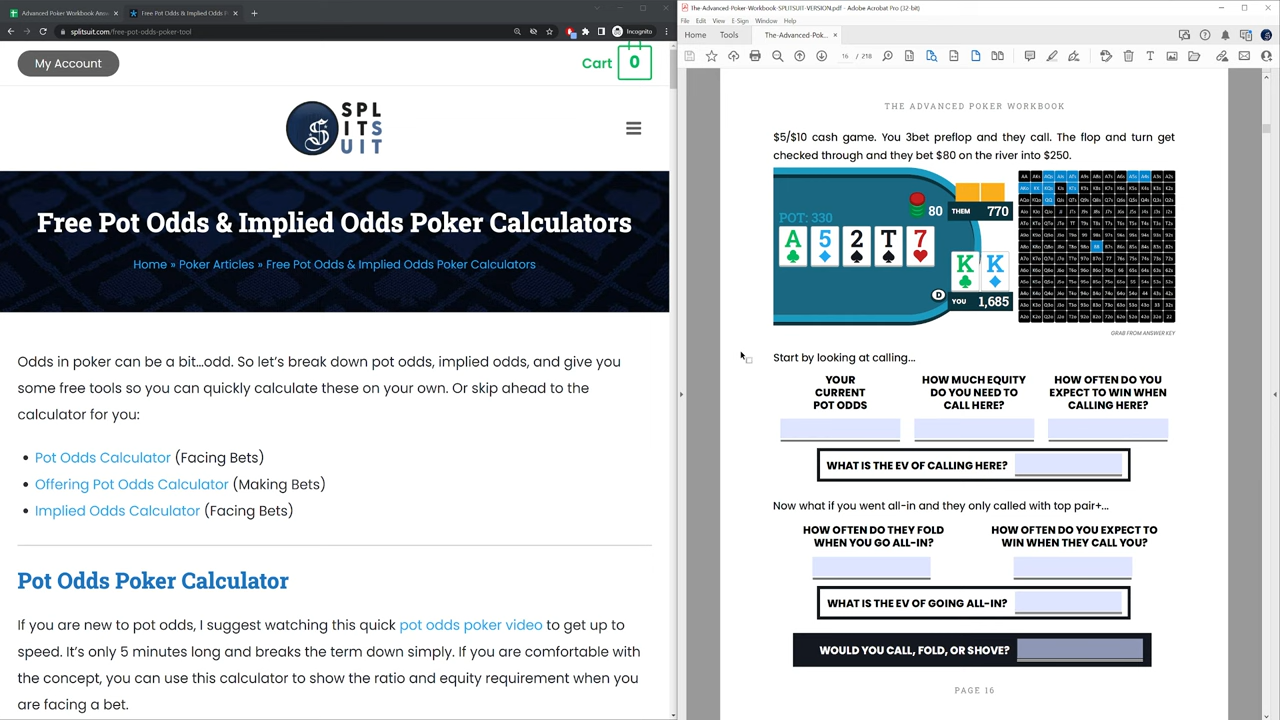 Advanced Poker Workbook Answ
Free Pot Odds & Implied Odds P
splitsuit.com/free-pot-odds-poker-tool
Incognito
My Account
Cart 0
SPL
ITS
UIT
Free Pot Odds & Implied Odds Poker Calculators
Home » Poker Articles » Free Pot Odds & Implied Odds Poker Calculators
Odds in poker can be a bit...odd. So let's break down pot odds, implied odds, and give you
some free tools so you can quickly calculate these on your own. Or skip ahead to the
calculator for you:
• Pot Odds Calculator (Facing Bets)
• Offering Pot Odds Calculator (Making Bets)
• Implied Odds Calculator (Facing Bets)
Pot Odds Poker Calculator
If you are new to pot odds, I suggest watching this quick pot odds poker video to get up to
speed. It's only 5 minutes long and breaks the term down simply. If you are comfortable with
the concept, you can use this calculator to show the ratio and equity requirement when you
are facing a bet.
The-Advanced-Poker-Workbook-SPLITSUIT-VERSION.pdf - Adobe Acrobat Pro (32-bit)
File Edit View E-Sign Window Help
Home Tools The-Advanced-Pok...
16 / 218
THE ADVANCED POKER WORKBOOK
$5/$10 cash game. You 3bet preflop and they call. The flop and turn get
checked through and they bet $80 on the river into $250.
POT: 330
80 THEM 770
A 5 2 T 7
K K
D YOU 1,685
GRAB FROM ANSWER KEY
Start by looking at calling...
YOUR
CURRENT
POT ODDS
HOW MUCH EQUITY
DO YOU NEED TO
CALL HERE?
HOW OFTEN DO YOU
EXPECT TO WIN WHEN
CALLING HERE?
WHAT IS THE EV OF CALLING HERE?
Now what if you went all-in and they only called with top pair+...
HOW OFTEN DO THEY FOLD
WHEN YOU GO ALL-IN?
HOW OFTEN DO YOU EXPECT TO
WIN WHEN THEY CALL YOU?
WHAT IS THE EV OF GOING ALL-IN?
WOULD YOU CALL, FOLD, OR SHOVE?
PAGE 16